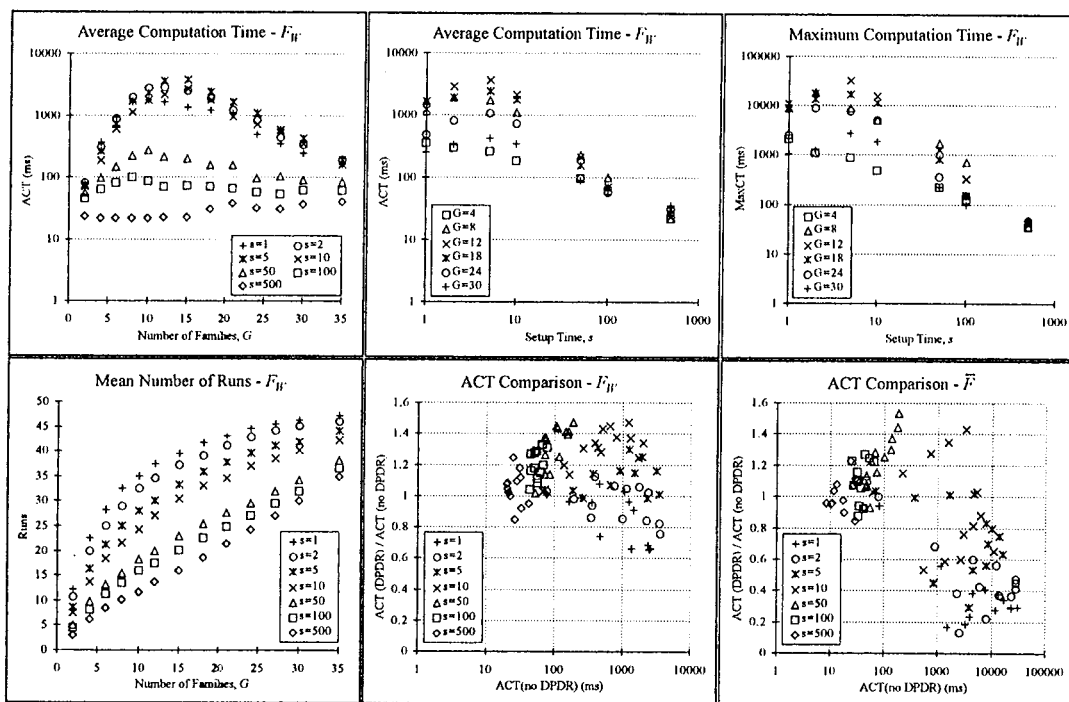 Average Computation Time - F_W
10000
1000
100
10
1
ACT (ms)
0 5 10 15 20 25 30 35
Number of Families, G
s=1 s=2
s=5 s=10
s=50 s=100
s=500
Average Computation Time - F_W
10000
1000
100
10
1
ACT (ms)
1 10 100 1000
Setup Time, s
G=4
G=8
G=12
G=18
G=24
G=30
Maximum Computation Time - F_W
100000
10000
1000
100
10
1
MaxCT (ms)
1 10 100 1000
Setup Time, s
G=4
G=8
G=12
G=18
G=24
G=30
Mean Number of Runs - F_W
50
45
40
35
30
25
20
15
10
5
0
Runs
0 5 10 15 20 25 30 35
Number of Families, G
s=1
s=2
s=5
s=10
s=50
s=100
s=500
ACT Comparison - F_W
1.6
1.4
1.2
1
0.8
0.6
0.4
0.2
0
ACT (DPDR) / ACT (no DPDR)
1 10 100 1000 10000
ACT(no DPDR) (ms)
s=1
s=2
s=5
s=10
s=50
s=100
s=500
ACT Comparison - F̅
1.6
1.4
1.2
1
0.8
0.6
0.4
0.2
0
ACT (DPDR) / ACT (no DPDR)
1 10 100 1000 10000 100000
ACT(no DPDR) (ms)
s=1
s=2
s=5
s=10
s=50
s=100
s=500